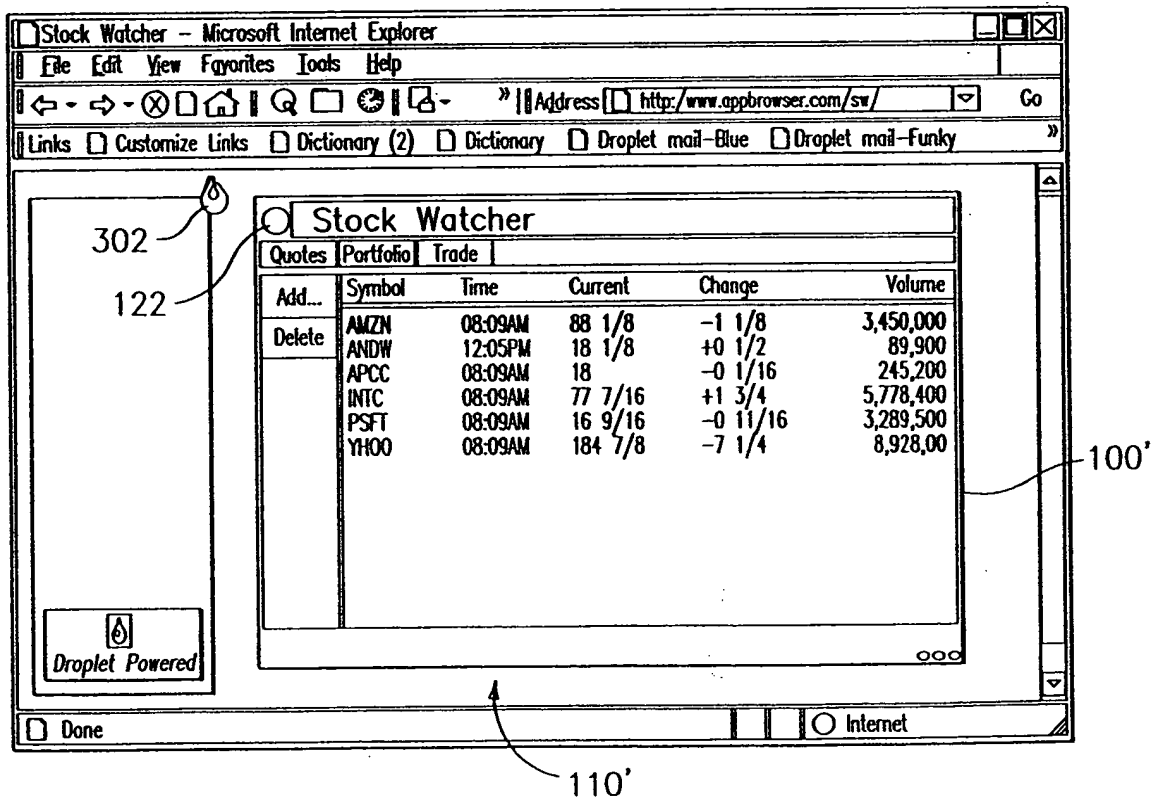 Stock Watcher – Microsoft Internet Explorer
File Edit View Favorites Tools Help
» Address http:/www.appbrowser.com/sw/ Go
Links Customize Links Dictionary (2) Dictionary Droplet mail–Blue Droplet mail–Funky »
302
122
Stock Watcher
Quotes Portfolio Trade
Add...
Delete
Symbol Time Current Change Volume
AMZN 08:09AM 88 1/8 –1 1/8 3,450,000
ANDW 12:05PM 18 1/8 +0 1/2 89,900
APCC 08:09AM 18 –0 1/16 245,200
INTC 08:09AM 77 7/16 +1 3/4 5,778,400
PSFT 08:09AM 16 9/16 –0 11/16 3,289,500
YHOO 08:09AM 184 7/8 –7 1/4 8,928,00
100'
Droplet Powered
Done Internet
110'